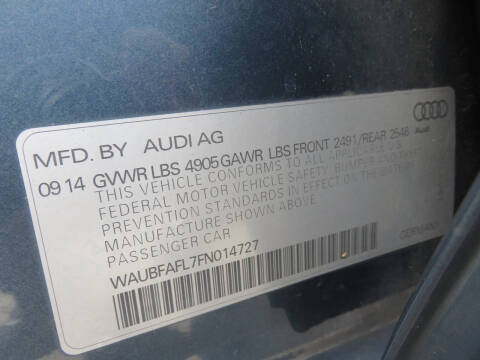 MFD. BY AUDI AG
Audi
09 14 GVWR LBS 4905 GAWR LBS FRONT 2491/REAR 2546
THIS VEHICLE CONFORMS TO ALL APPLICABLE U.S.
FEDERAL MOTOR VEHICLE SAFETY, BUMPER AND THEFT
PREVENTION STANDARDS IN EFFECT ON THE DATE OF
MANUFACTURE SHOWN ABOVE.
PASSENGER CAR
GERMANY
WAUBFAFL7FN014727